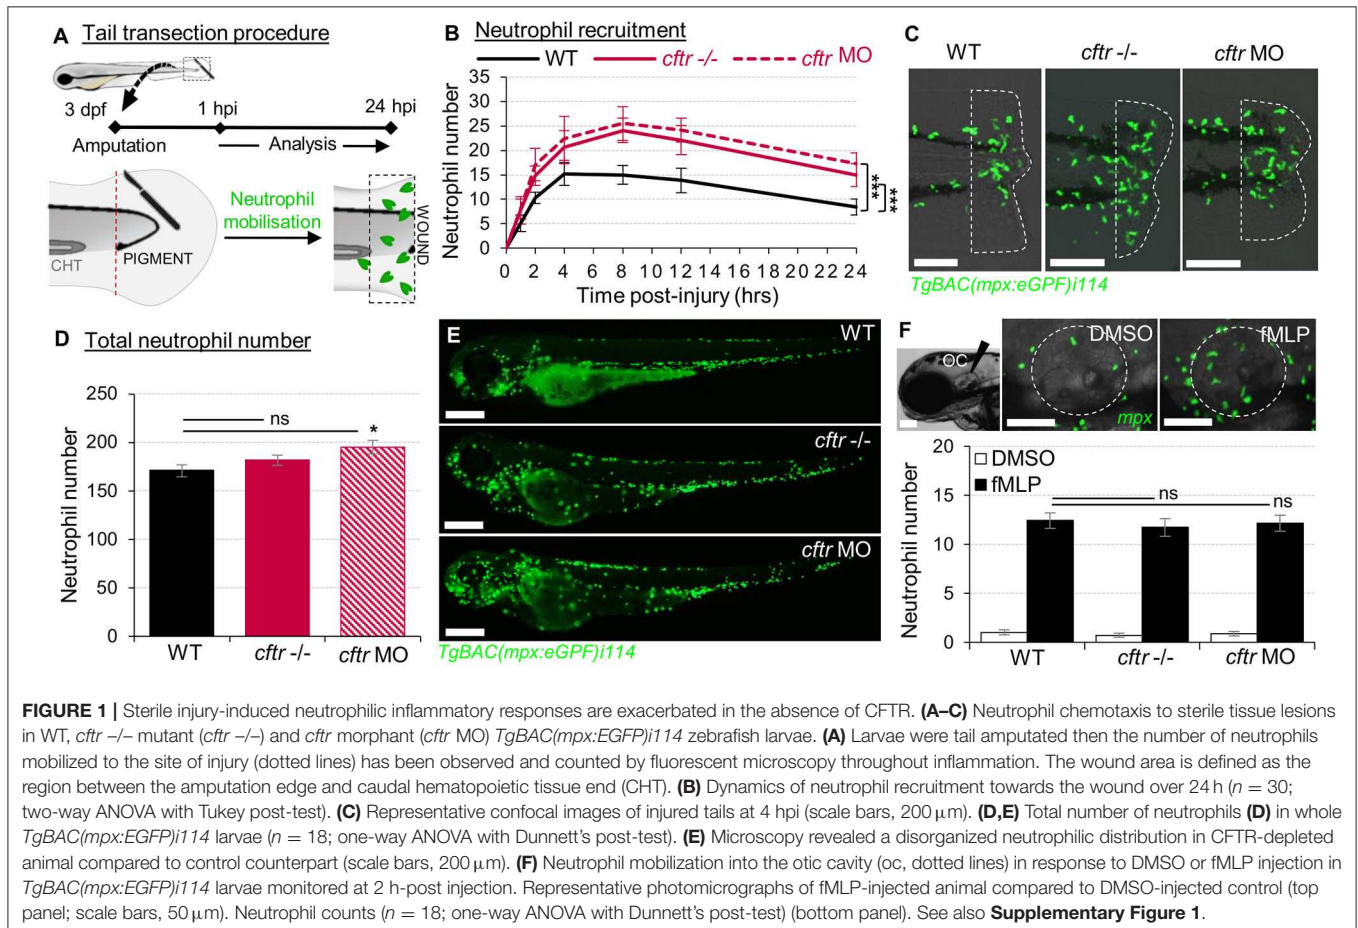 A Tail transection procedure
3 dpf
1 hpi
24 hpi
Amputation
Analysis
Neutrophil
mobilisation
CHT
PIGMENT
WOUND
B Neutrophil recruitment
WT
cftr -/-
cftr MO
Neutrophil number
35
30
25
20
15
10
5
0
0 2 4 6 8 10 12 14 16 18 20 22 24
Time post-injury (hrs)
***
***
C
WT
cftr -/-
cftr MO
TgBAC(mpx:eGPF)i114
D Total neutrophil number
Neutrophil number
250
200
150
100
50
0
ns
*
WT
cftr -/-
cftr MO
E
WT
cftr -/-
cftr MO
TgBAC(mpx:eGPF)i114
F
OC
DMSO
fMLP
mpx
DMSO
fMLP
Neutrophil number
15
12
9
6
3
0
ns
ns
WT
cftr -/-
cftr MO
FIGURE 1 | Sterile injury-induced neutrophilic inflammatory responses are exacerbated in the absence of CFTR. (A–C) Neutrophil chemotaxis to sterile tissue lesions
in WT, cftr –/– mutant (cftr –/–) and cftr morphant (cftr MO) TgBAC(mpx:EGFP)i114 zebrafish larvae. (A) Larvae were tail amputated then the number of neutrophils
mobilized to the site of injury (dotted lines) has been observed and counted by fluorescent microscopy throughout inflammation. The wound area is defined as the
region between the amputation edge and caudal hematopoietic tissue end (CHT). (B) Dynamics of neutrophil recruitment towards the wound over 24 h (n = 30;
two-way ANOVA with Tukey post-test). (C) Representative confocal images of injured tails at 4 hpi (scale bars, 200 μm). (D,E) Total number of neutrophils (D) in whole
TgBAC(mpx:EGFP)i114 larvae (n = 18; one-way ANOVA with Dunnett's post-test). (E) Microscopy revealed a disorganized neutrophilic distribution in CFTR-depleted
animal compared to control counterpart (scale bars, 200 μm). (F) Neutrophil mobilization into the otic cavity (oc, dotted lines) in response to DMSO or fMLP injection in
TgBAC(mpx:EGFP)i114 larvae monitored at 2 h-post injection. Representative photomicrographs of fMLP-injected animal compared to DMSO-injected control (top
panel; scale bars, 50 μm). Neutrophil counts (n = 18; one-way ANOVA with Dunnett's post-test) (bottom panel). See also Supplementary Figure 1.